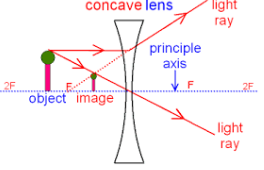 concave lens
light
ray
principle
axis
2F
F
F
2F
object
image
light
ray